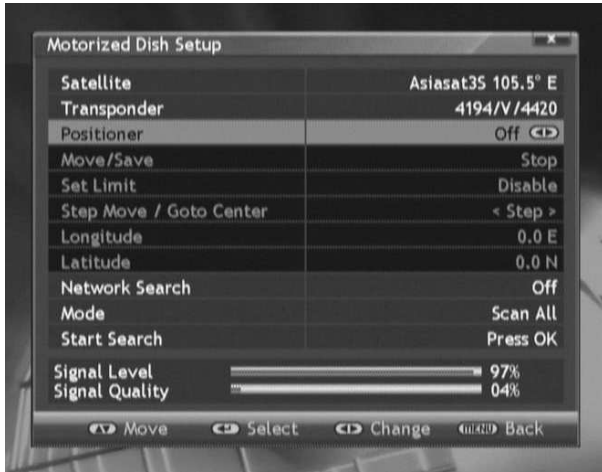 Motorized Dish Setup
Satellite Asiasat3S 105.5° E
Transponder 4194/V/4420
Positioner Off
Move/Save Stop
Set Limit Disable
Step Move / Goto Center < Step >
Longitude 0.0 E
Latitude 0.0 N
Network Search Off
Mode Scan All
Start Search Press OK
Signal Level 97%
Signal Quality 04%
Move Select Change MENU Back